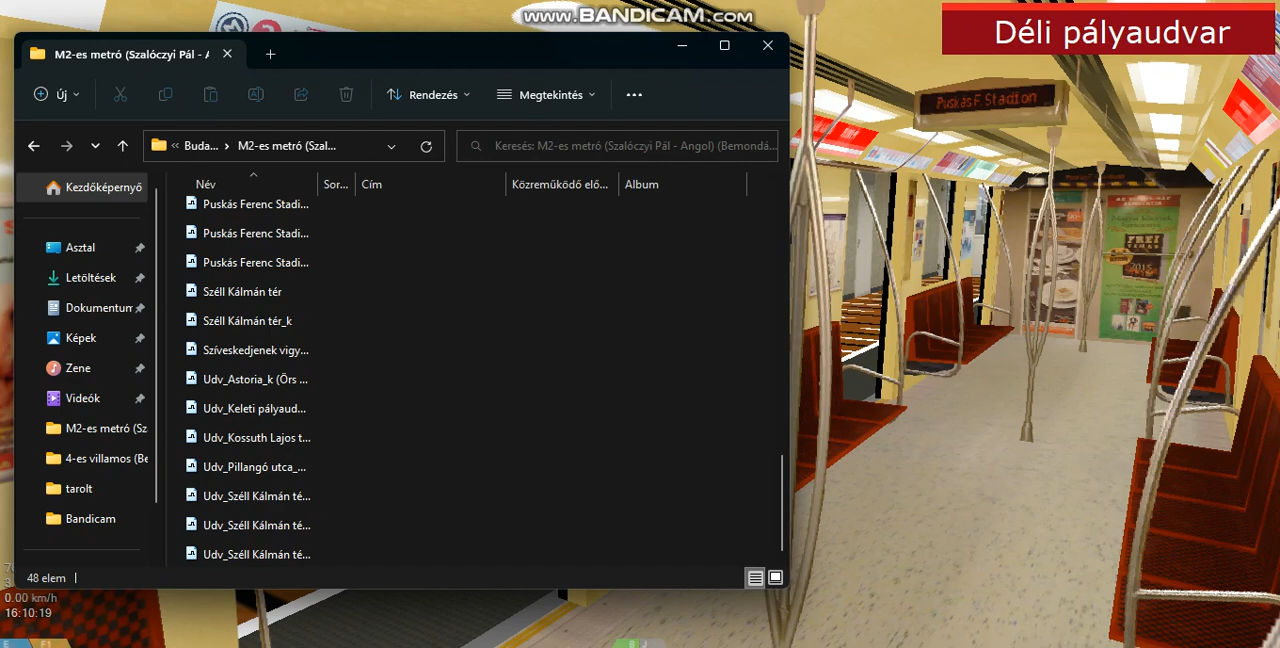 www.BANDICAM.com
Déli pályaudvar
M2-es metró (Szalóczyi Pál - A
Új
Rendezés
Megtekintés
Buda...
M2-es metró (Szal...
Keresés: M2-es metró (Szalóczyi Pál - Angol) (Bemondá...
Puskás F. Stadion
Kezdőképernyő
Asztal
Letöltések
Dokumentum
Képek
Zene
Videók
M2-es metró (Sz
4-es villamos (Be
tarolt
Bandicam
Név
Sor...
Cím
Közreműködő elő...
Album
Puskás Ferenc Stadi...
Puskás Ferenc Stadi...
Puskás Ferenc Stadi...
Széll Kálmán tér
Széll Kálmán tér_k
Szíveskedjenek vigy...
Udv_Astoria_k (Örs ...
Udv_Keleti pályaud...
Udv_Kossuth Lajos t...
Udv_Pillangó utca_...
Udv_Széll Kálmán té...
Udv_Széll Kálmán té...
Udv_Széll Kálmán té...
48 elem
0.00 km/h
16:10:19
E
F1
FREI
2015